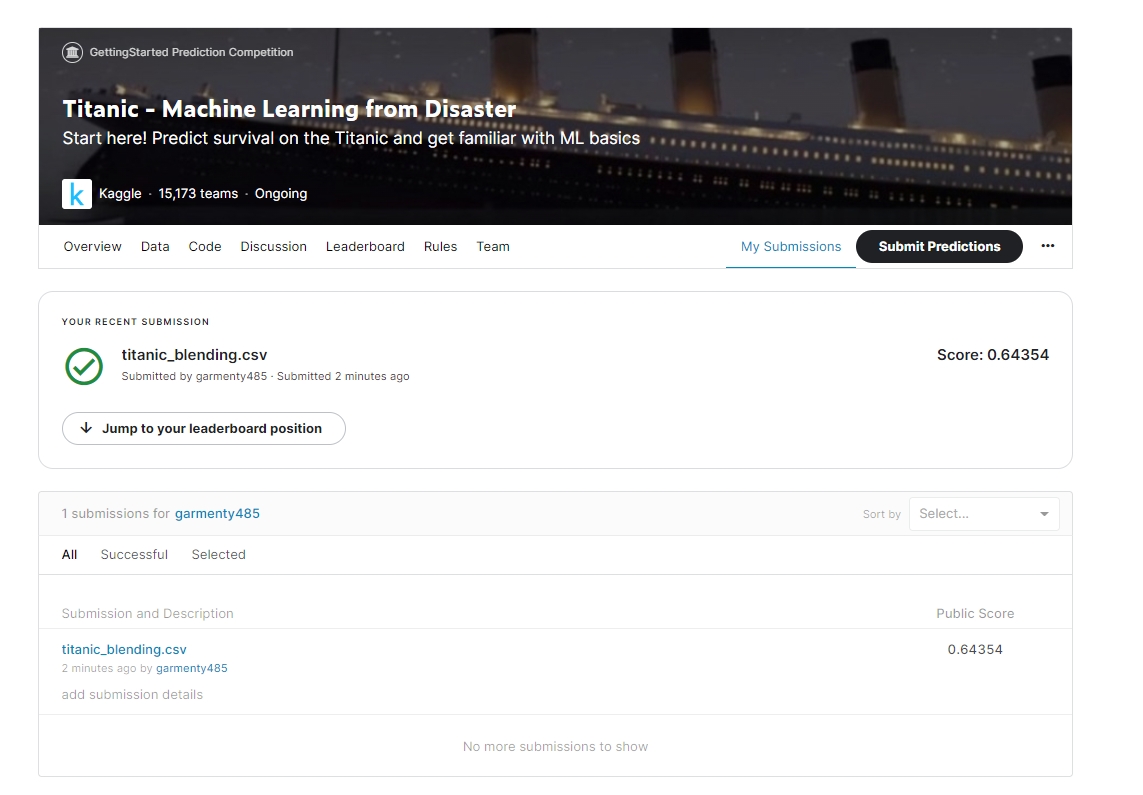 GettingStarted Prediction Competition
Titanic - Machine Learning from Disaster
Start here! Predict survival on the Titanic and get familiar with ML basics
k Kaggle · 15,173 teams · Ongoing
Overview Data Code Discussion Leaderboard Rules Team My Submissions Submit Predictions ...
YOUR RECENT SUBMISSION
titanic_blending.csv Score: 0.64354
Submitted by garmenty485 · Submitted 2 minutes ago
Jump to your leaderboard position
1 submissions for garmenty485 Sort by Select...
All Successful Selected
Submission and Description Public Score
titanic_blending.csv 0.64354
2 minutes ago by garmenty485
add submission details
No more submissions to show